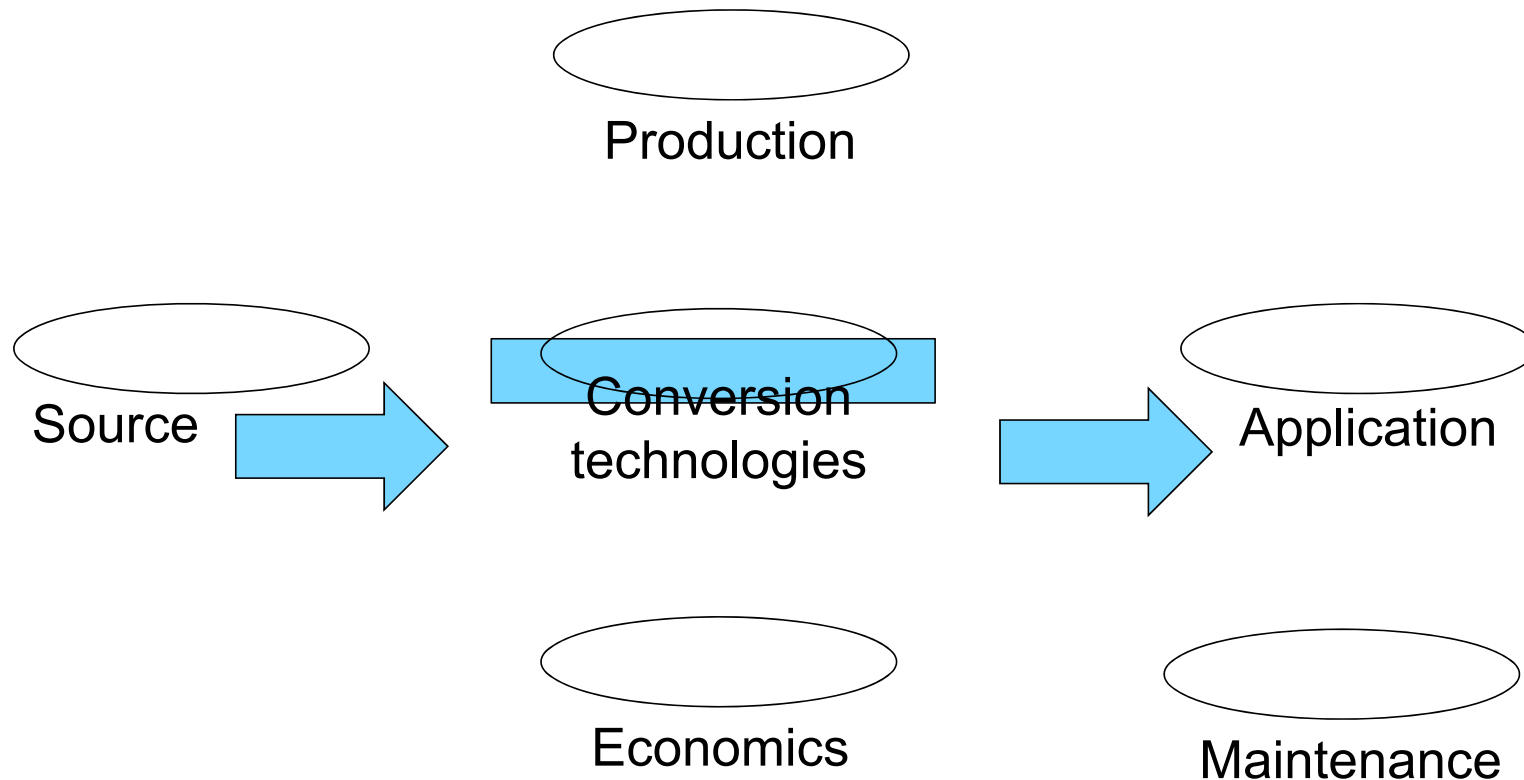 Production
Source
Conversion
technologies
Application
Economics
Maintenance